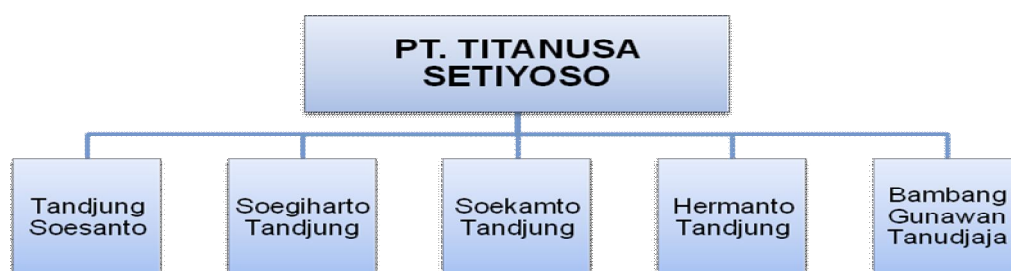 PT. TITANUSA
SETIYOSO
Tandjung
Soesanto
Soegiharto
Tandjung
Soekamto
Tandjung
Hermanto
Tandjung
Bambang
Gunawan
Tanudjaja